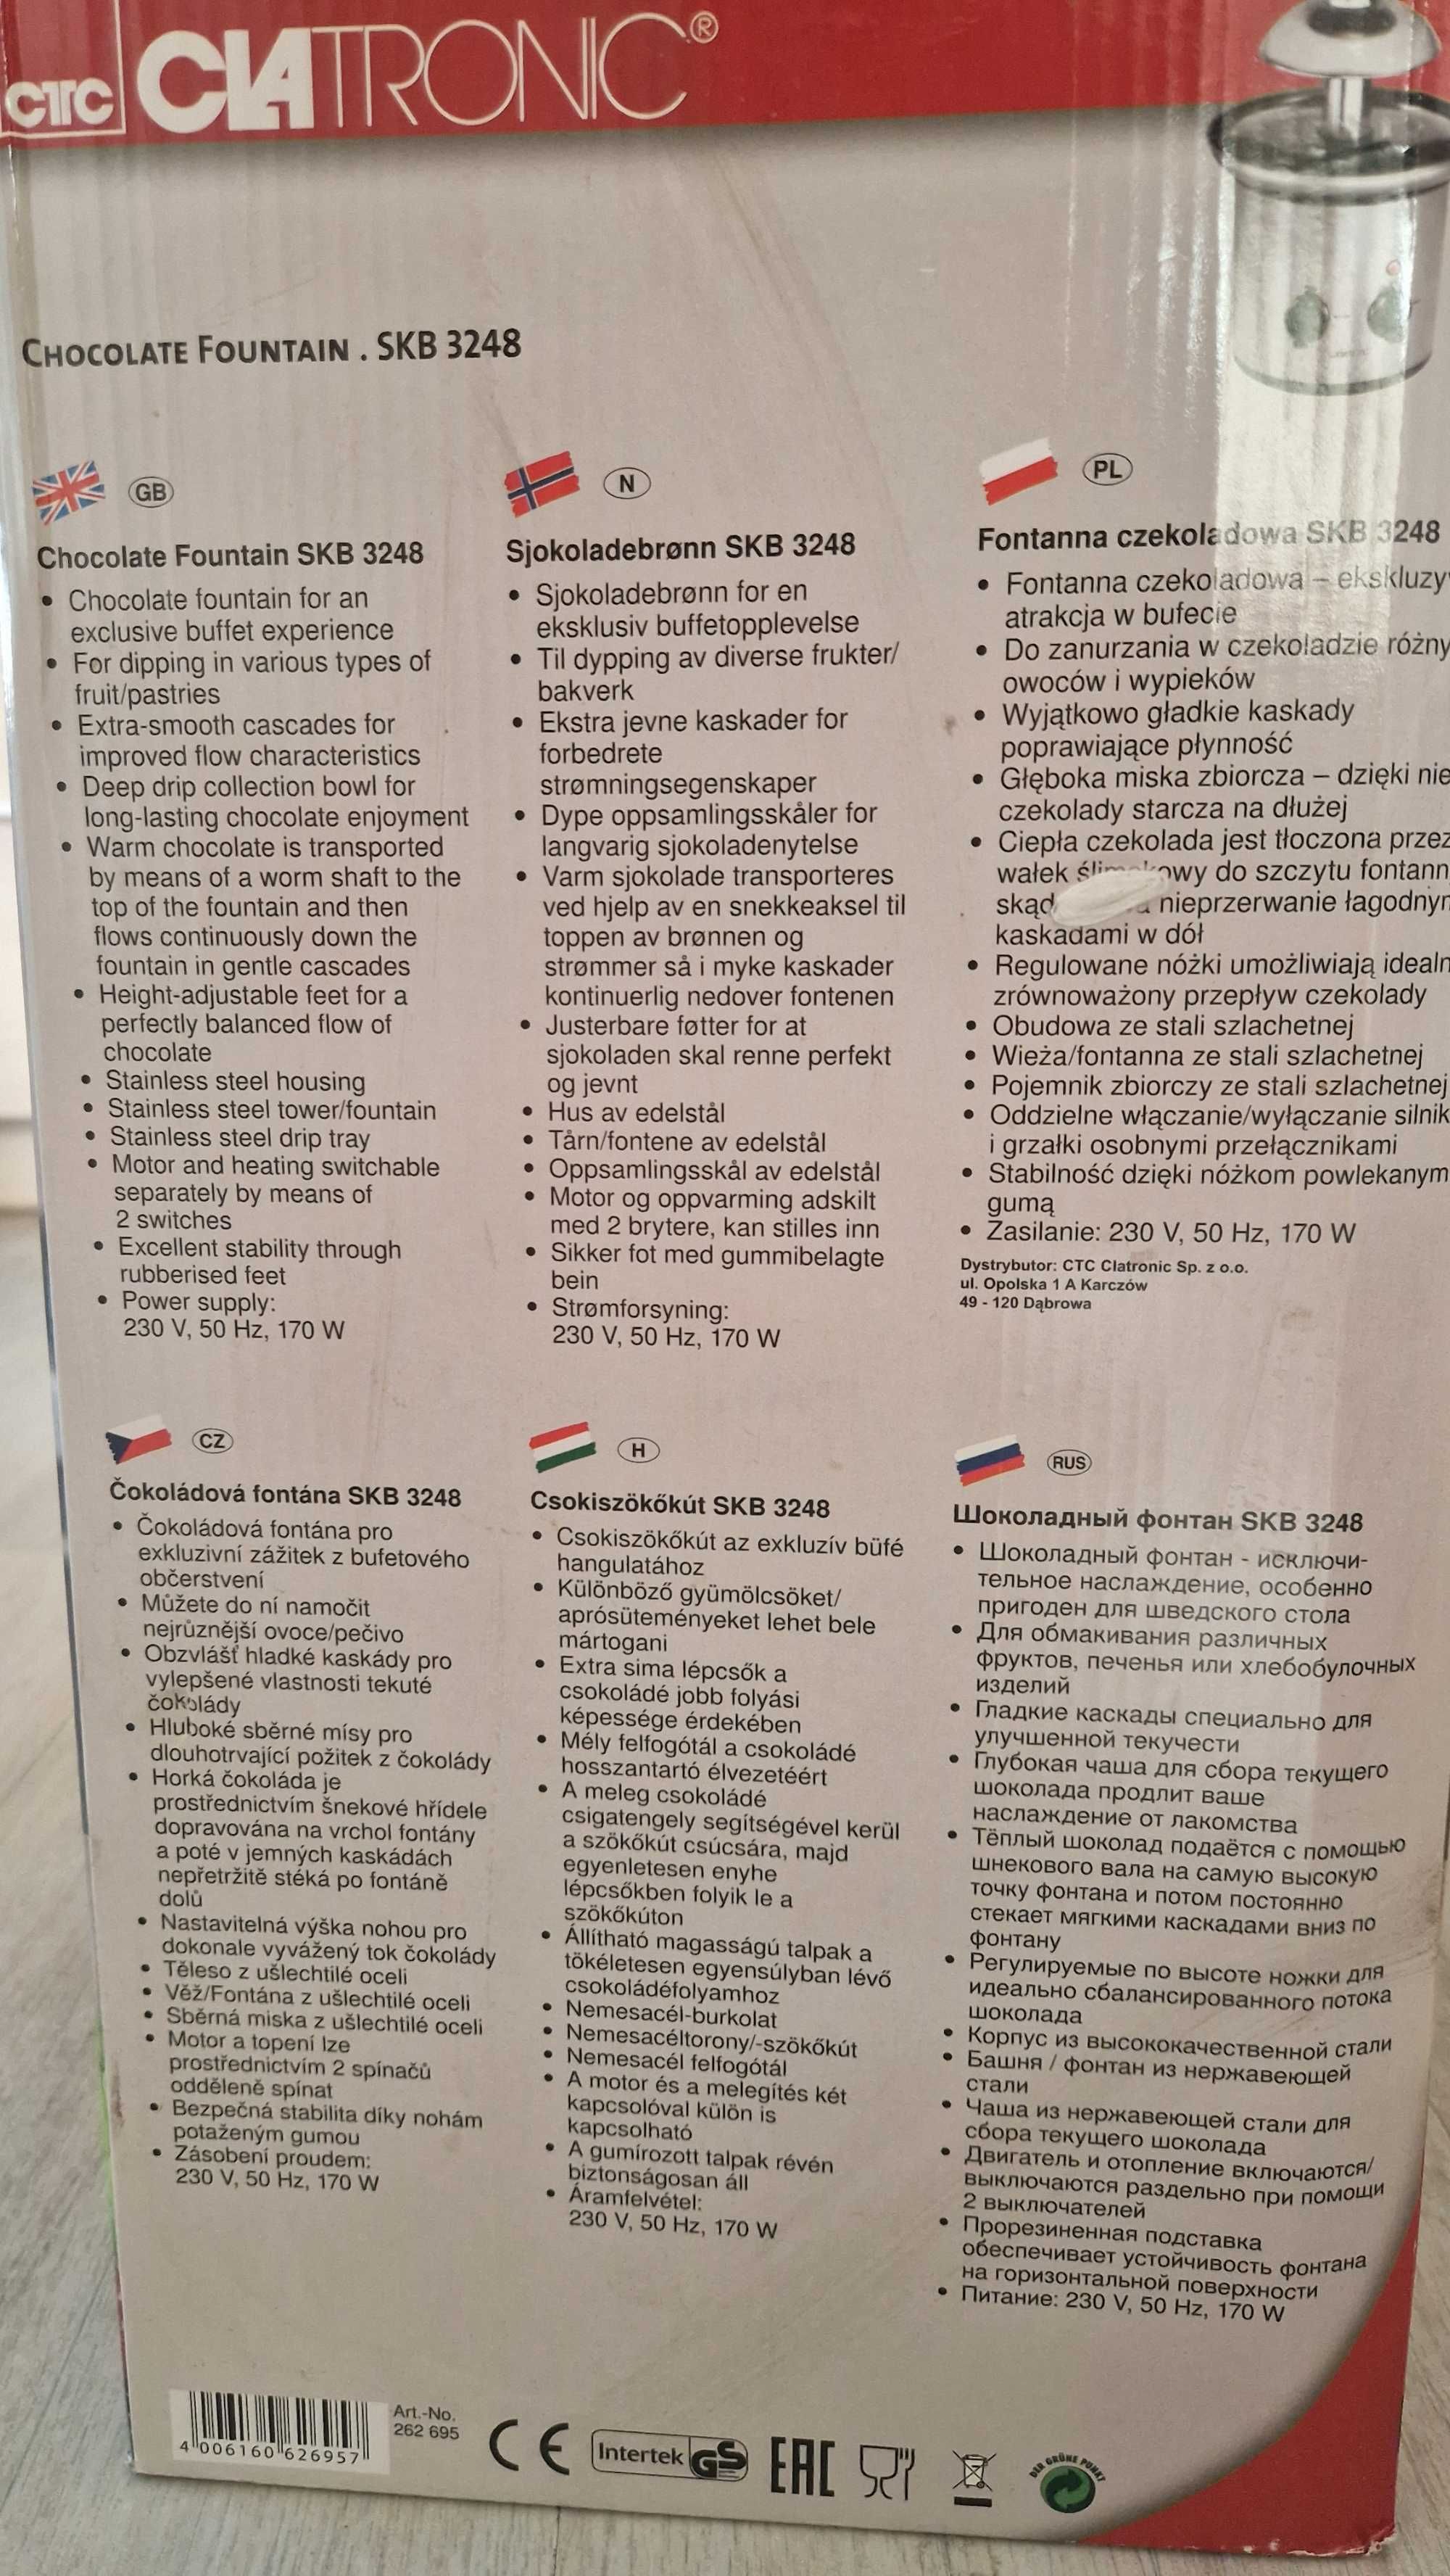 CTC CLATRONIC®
CHOCOLATE FOUNTAIN . SKB 3248
GB
Chocolate Fountain SKB 3248
• Chocolate fountain for an
exclusive buffet experience
• For dipping in various types of
fruit/pastries
• Extra-smooth cascades for
improved flow characteristics
• Deep drip collection bowl for
long-lasting chocolate enjoyment
• Warm chocolate is transported
by means of a worm shaft to the
top of the fountain and then
flows continuously down the
fountain in gentle cascades
• Height-adjustable feet for a
perfectly balanced flow of
chocolate
• Stainless steel housing
• Stainless steel tower/fountain
• Stainless steel drip tray
• Motor and heating switchable
separately by means of
2 switches
• Excellent stability through
rubberised feet
• Power supply:
230 V, 50 Hz, 170 W
N
Sjokoladebrønn SKB 3248
• Sjokoladebrønn for en
eksklusiv buffetopplevelse
• Til dypping av diverse frukter/
bakverk
• Ekstra jevne kaskader for
forbedrete
strømningsegenskaper
• Dype oppsamlingsskåler for
langvarig sjokoladenytelse
• Varm sjokolade transporteres
ved hjelp av en snekkeaksel til
toppen av brønnen og
strømmer så i myke kaskader
kontinuerlig nedover fontenen
• Justerbare føtter for at
sjokoladen skal renne perfekt
og jevnt
• Hus av edelstål
• Tårn/fontene av edelstål
• Oppsamlingsskål av edelstål
• Motor og oppvarming adskilt
med 2 brytere, kan stilles inn
• Sikker fot med gummibelagte
bein
• Strømforsyning:
230 V, 50 Hz, 170 W
PL
Fontanna czekoladowa SKB 3248
• Fontanna czekoladowa –
atrakcja w bufecie
• Do zanurzania w czekoladzie
owoców i wypieków
• Wyjątkowo gładkie kaskady
poprawiające płynność
• Głęboka miska zbiorcza – dzięki
czekolady starcza na dłużej
• Ciepła czekolada jest tłoczona przez
wałek do szczytu
skąd nieprzerwanie
kaskadami w dół
• Regulowane nóżki umożliwiają
zrównoważony przepływ czekolady
• Obudowa ze stali szlachetnej
• Wieża/fontanna ze stali szlachetnej
• Pojemnik zbiorczy ze stali szlachetnej
• Oddzielne włączanie/wyłączanie
i grzałki osobnymi przełącznikami
• Stabilność dzięki nóżkom powlekanym
gumą
• Zasilanie: 230 V, 50 Hz, 170 W
Dystrybutor: CTC Clatronic Sp. z o.o.
ul. Opolska 1 A Karczów
49 - 120 Dąbrowa
CZ
Čokoládová fontána SKB 3248
• Čokoládová fontána pro
exkluzivní zážitek z bufetového
občerstvení
• Můžete do ní namočit
nejrůznější ovoce/pečivo
• Obzvlášť hladké kaskády pro
vylepšené vlastnosti tekuté
čokolády
• Hluboké sběrné mísy pro
dlouhotrvající požitek z čokolády
• Horká čokoláda je
prostřednictvím šnekové hřídele
dopravována na vrchol fontány
a poté v jemných kaskádách
nepřetržitě stéká po fontáně
dolů
• Nastavitelná výška nohou pro
dokonale vyvážený tok čokolády
• Těleso z ušlechtilé oceli
• Věž/Fontána z ušlechtilé oceli
• Sběrná miska z ušlechtilé oceli
• Motor a topení lze
prostřednictvím 2 spínačů
odděleně spínat
• Bezpečná stabilita díky nohám
potaženým gumou
• Zásobení proudem:
230 V, 50 Hz, 170 W
H
Csokiszökőkút SKB 3248
• Csokiszökőkút az exkluzív büfé
hangulatához
• Különböző gyümölcsöket/
aprósüteményeket lehet bele
mártogani
• Extra sima lépcsők a
csokoládé jobb folyási
képessége érdekében
• Mély felfogótál a csokoládé
hosszantartó élvezetéért
• A meleg csokoládé
csigatengely segítségével kerül
a szökőkút csúcsára, majd
egyenletesen enyhe
lépcsőkben folyik le a
szökőkúton
• Állítható magasságú talpak a
tökéletesen egyensúlyban lévő
csokoládéfolyamhoz
• Nemesacél-burkolat
• Nemesacéltorony/-szökőkút
• Nemesacél felfogótál
• A motor és a melegítés két
kapcsolóval külön is
kapcsolható
• A gumírozott talpak révén
biztonságosan áll
• Áramfelvétel:
230 V, 50 Hz, 170 W
RUS
Шоколадный фонтан SKB 3248
• Шоколадный фонтан - исключи-
тельное наслаждение, особенно
пригоден для шведского стола
• Для обмакивания различных
фруктов, печенья или хлебобулочных
изделий
• Гладкие каскады специально для
улучшенной текучести
• Глубокая чаша для сбора текущего
шоколада продлит ваше
наслаждение от лакомства
• Тёплый шоколад подаётся с помощью
шнекового вала на самую высокую
точку фонтана и потом постоянно
стекает мягкими каскадами вниз по
фонтану
• Регулируемые по высоте ножки для
идеально сбалансированного потока
шоколада
• Корпус из высококачественной стали
• Башня / фонтан из нержавеющей
стали
• Чаша из нержавеющей стали для
сбора текущего шоколада
• Двигатель и отопление включаются/
выключаются раздельно при помощи
2 выключателей
• Прорезиненная подставка
обеспечивает устойчивость фонтана
на горизонтальной поверхности
• Питание: 230 V, 50 Hz, 170 W
4 006160 626957
Art.-No.
262 695
CE
Intertek GS
EAC
DER GRÜNE PUNKT